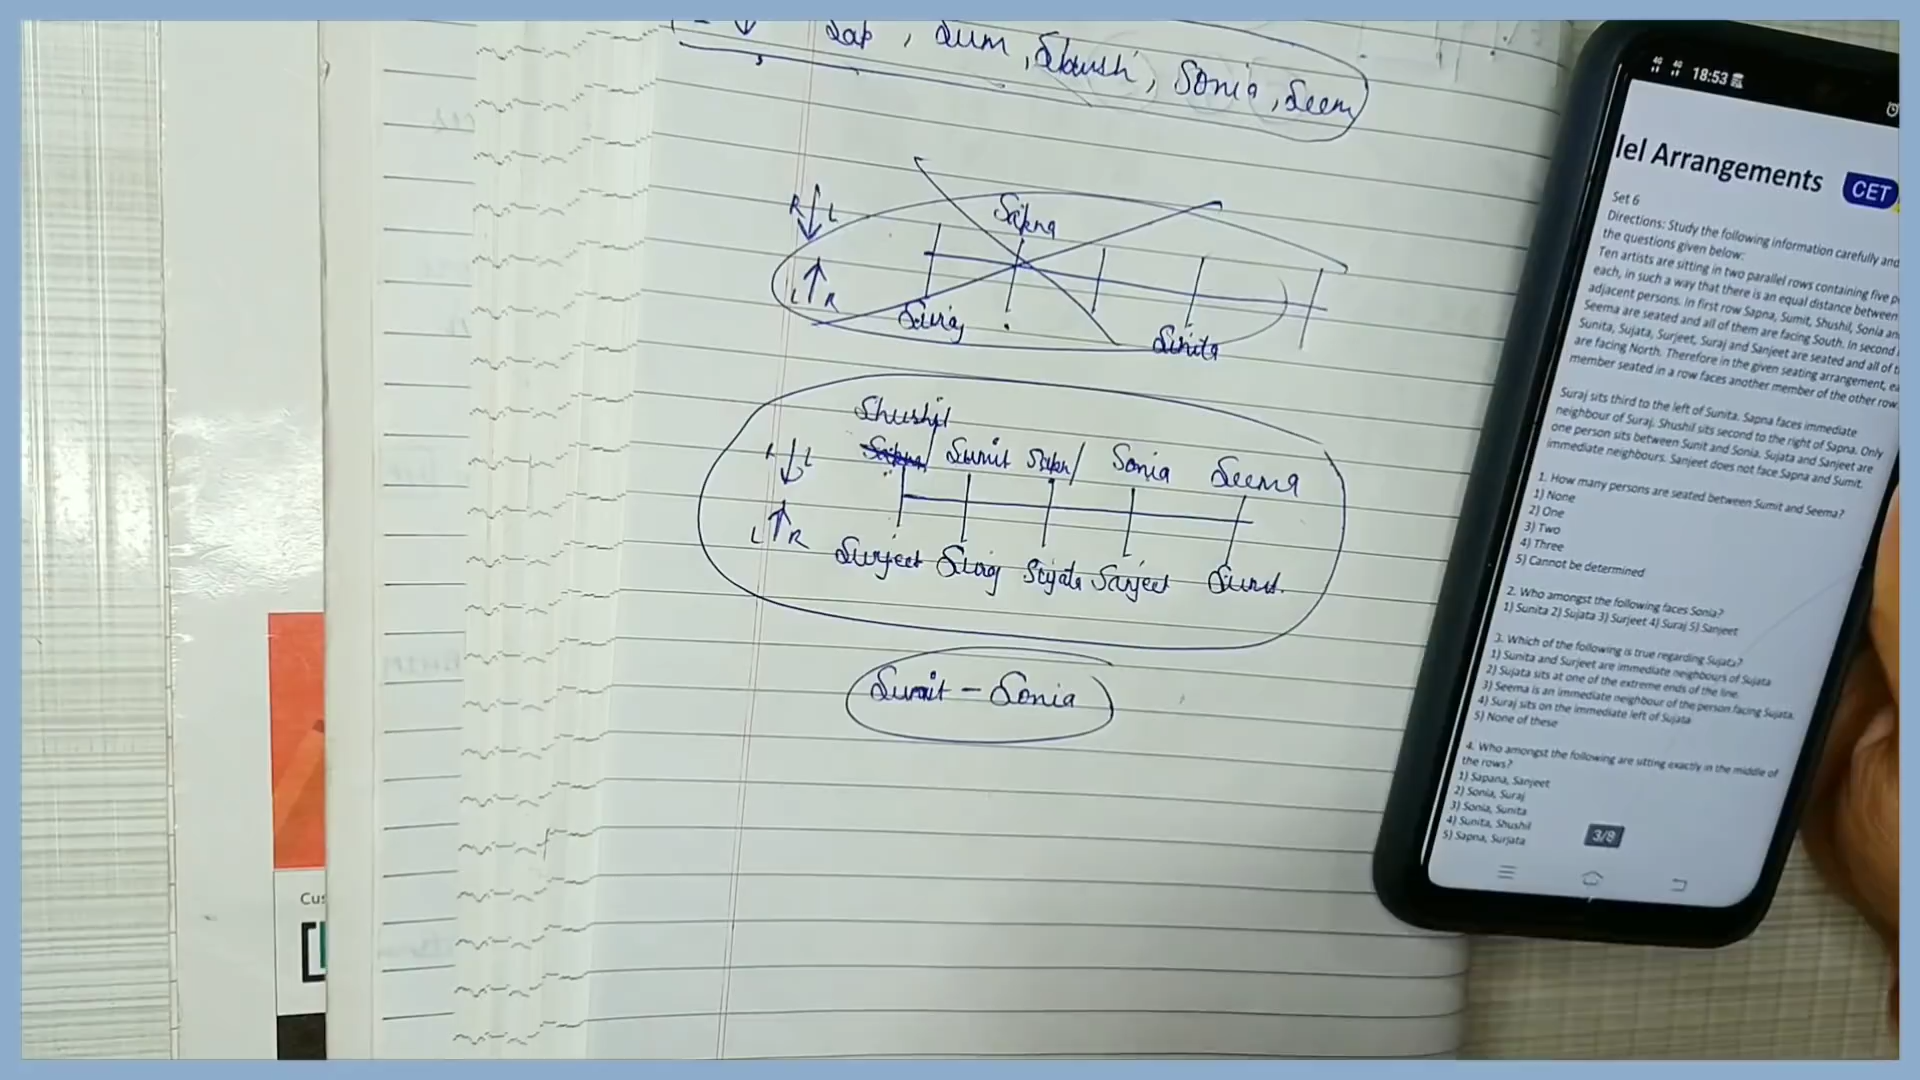 Sap, Sum, Shushi, Sonia, Seem
R L
Sapna
L R
Suraj Sunita
Shushil
Sumit Sapn Sonia Seema
L
L R
Surjeet Suraj Sujata Sanjeet Sunit
Sumit - Sonia
Cus
18:53
lel Arrangements CET
Set 6
Directions: Study the following information carefully and
the questions given below:
Ten artists are sitting in two parallel rows containing five p
each, in such a way that there is an equal distance between
adjacent persons. In first row Sapna, Sumit, Shushil, Sonia an
Seema are seated and all of them are facing South. In second
Sunita, Sujata, Surjeet, Suraj and Sanjeet are seated and all of t
are facing North. Therefore in the given seating arrangement, ea
member seated in a row faces another member of the other row.
Suraj sits third to the left of Sunita. Sapna faces immediate
neighbour of Suraj. Shushil sits second to the right of Sapna. Only
one person sits between Sumit and Sonia. Sujata and Sanjeet are
immediate neighbours. Sanjeet does not face Sapna and Sumit.
1. How many persons are seated between Sumit and Seema?
1) None
2) One
3) Two
4) Three
5) Cannot be determined
2. Who amongst the following faces Sonia?
1) Sunita 2) Sujata 3) Surjeet 4) Suraj 5) Sanjeet
3. Which of the following is true regarding Sujata?
1) Sunita and Surjeet are immediate neighbours of Sujata
2) Sujata sits at one of the extreme ends of the line.
3) Seema is an immediate neighbour of the person facing Sujata.
4) Suraj sits on the immediate left of Sujata
5) None of these
4. Who amongst the following are sitting exactly in the middle of
the rows?
1) Sapana, Sanjeet
2) Sonia, Suraj
3) Sonia, Sunita
4) Sunita, Shushil
5) Sapna, Surjata
3/8